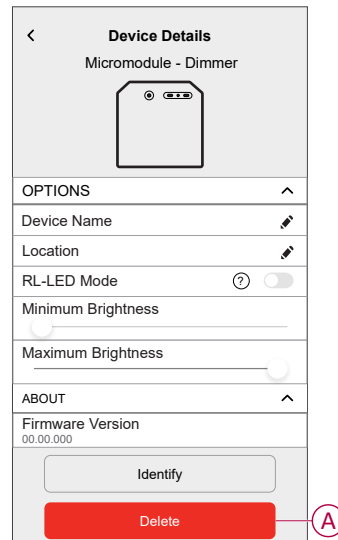 Device Details
Micromodule - Dimmer
OPTIONS
Device Name
Location
RL-LED Mode ?
Minimum Brightness
Maximum Brightness
ABOUT
Firmware Version
00.00.000
Identify
Delete
A